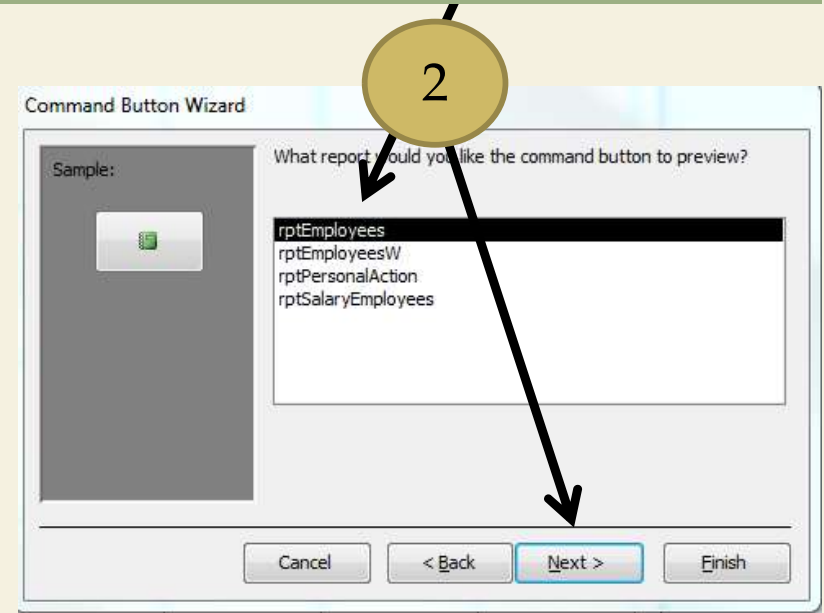 2
Command Button Wizard
Sample:
What report would you like the command button to preview?
rptEmployees
rptEmployeesW
rptPersonalAction
rptSalaryEmployees
Cancel
< Back
Next >
Finish